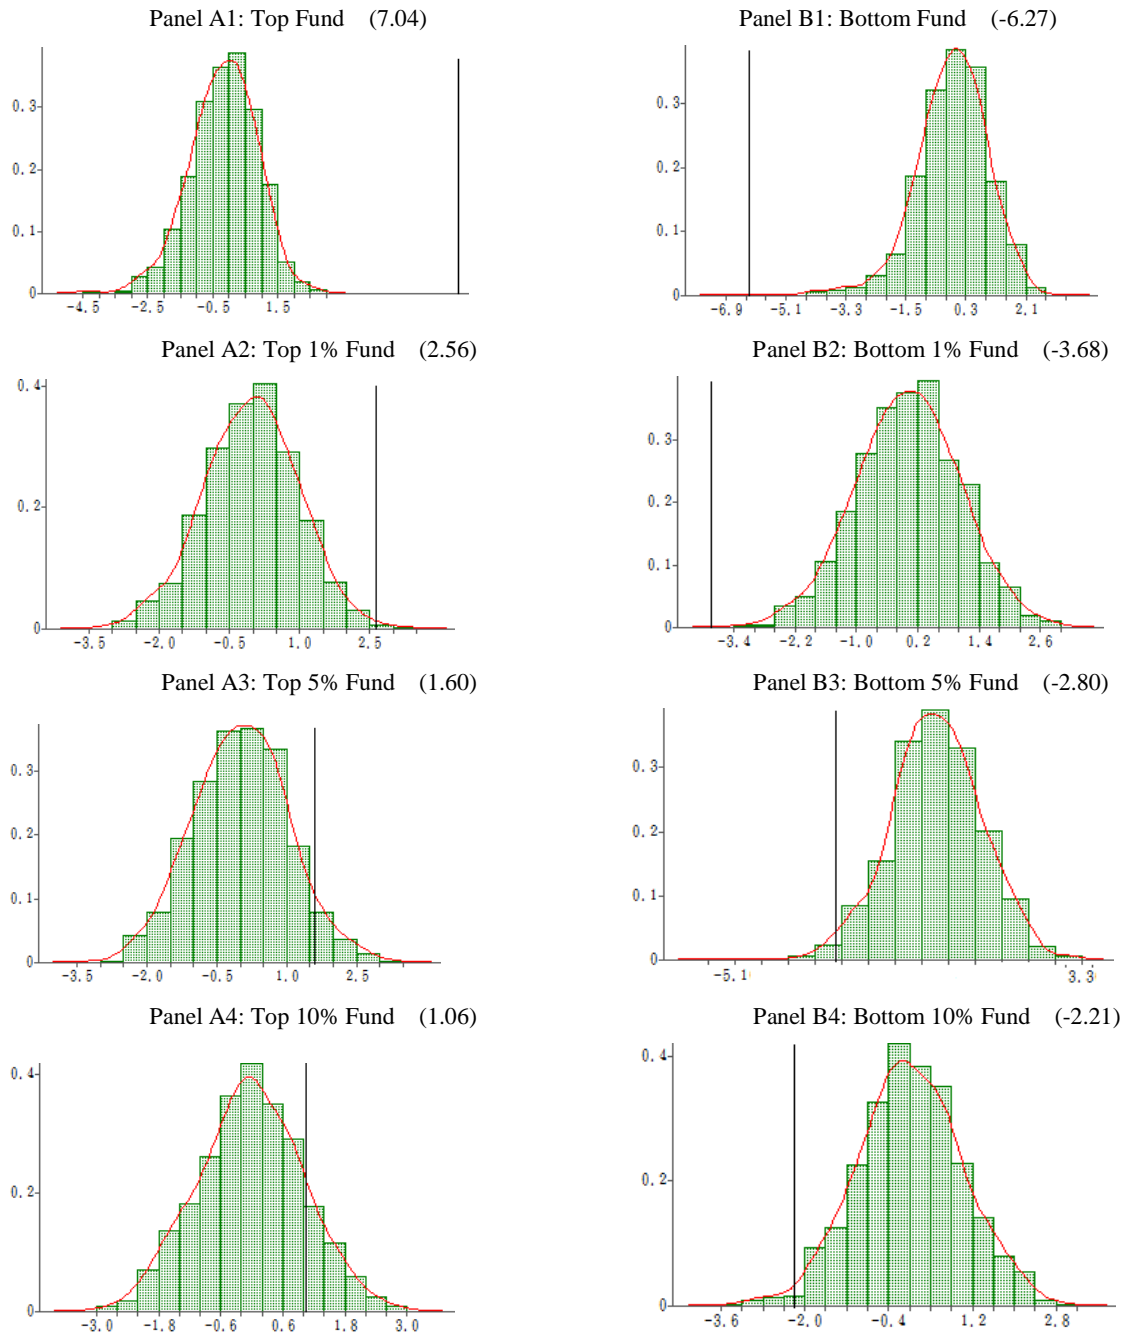 Panel A1: Top Fund (7.04)
0.3
0.2
0.1
0
-4.5 -2.5 -0.5 1.5
Panel B1: Bottom Fund (-6.27)
0.3
0.2
0.1
0
-6.9 -5.1 -3.3 -1.5 0.3 2.1
Panel A2: Top 1% Fund (2.56)
0.4
0.2
0
-3.5 -2.0 -0.5 1.0 2.5
Panel B2: Bottom 1% Fund (-3.68)
0.3
0.2
0.1
0
-3.4 -2.2 -1.0 0.2 1.4 2.6
Panel A3: Top 5% Fund (1.60)
0.3
0.2
0.1
0
-3.5 -2.0 -0.5 1.0 2.5
Panel B3: Bottom 5% Fund (-2.80)
0.3
0.2
0.1
0
-5.1 3.3
Panel A4: Top 10% Fund (1.06)
0.4
0.2
0
-3.0 -1.8 -0.6 0.6 1.8 3.0
Panel B4: Bottom 10% Fund (-2.21)
0.4
0.2
0
-3.6 -2.0 -0.4 1.2 2.8